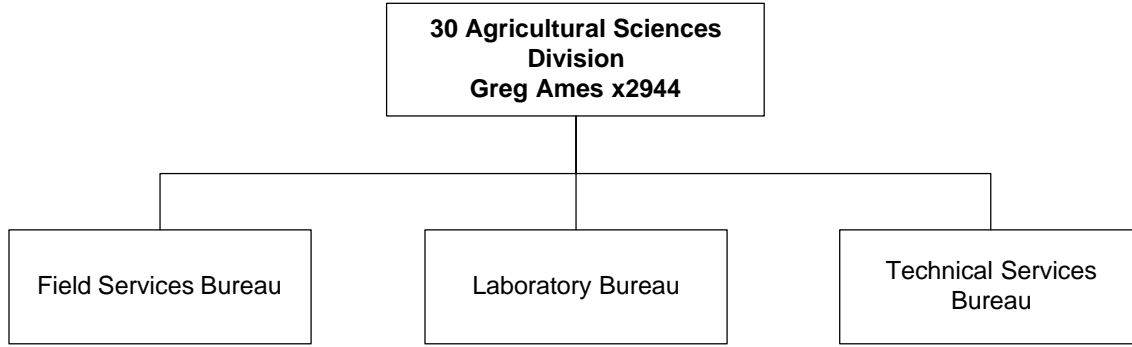 30 Agricultural Sciences
Division
Greg Ames x2944
Field Services Bureau
Laboratory Bureau
Technical Services
Bureau